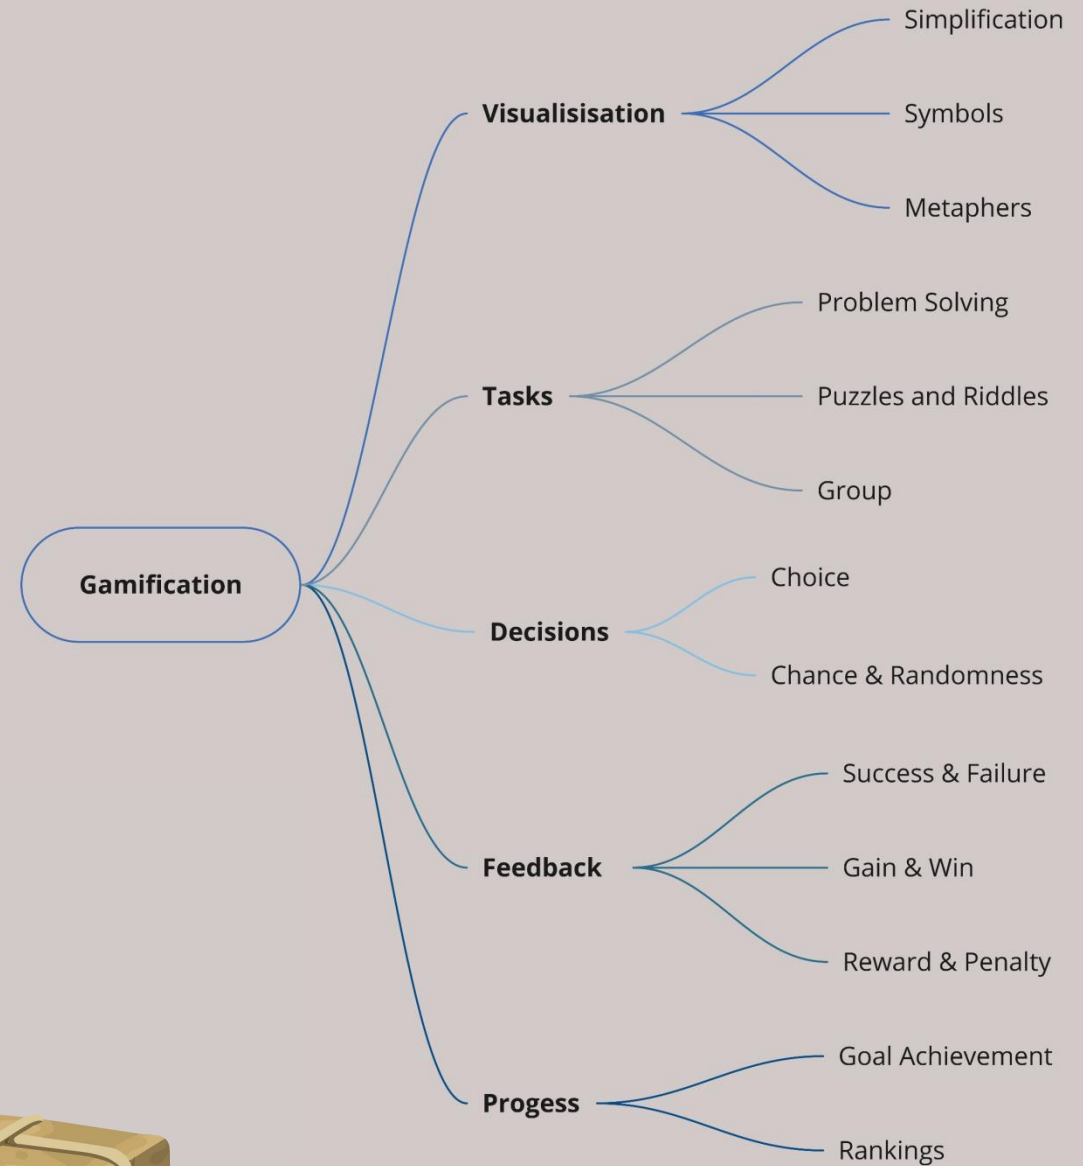 Gamification
Visualisisation
Simplification
Symbols
Metaphers
Tasks
Problem Solving
Puzzles and Riddles
Group
Decisions
Choice
Chance & Randomness
Feedback
Success & Failure
Gain & Win
Reward & Penalty
Progess
Goal Achievement
Rankings